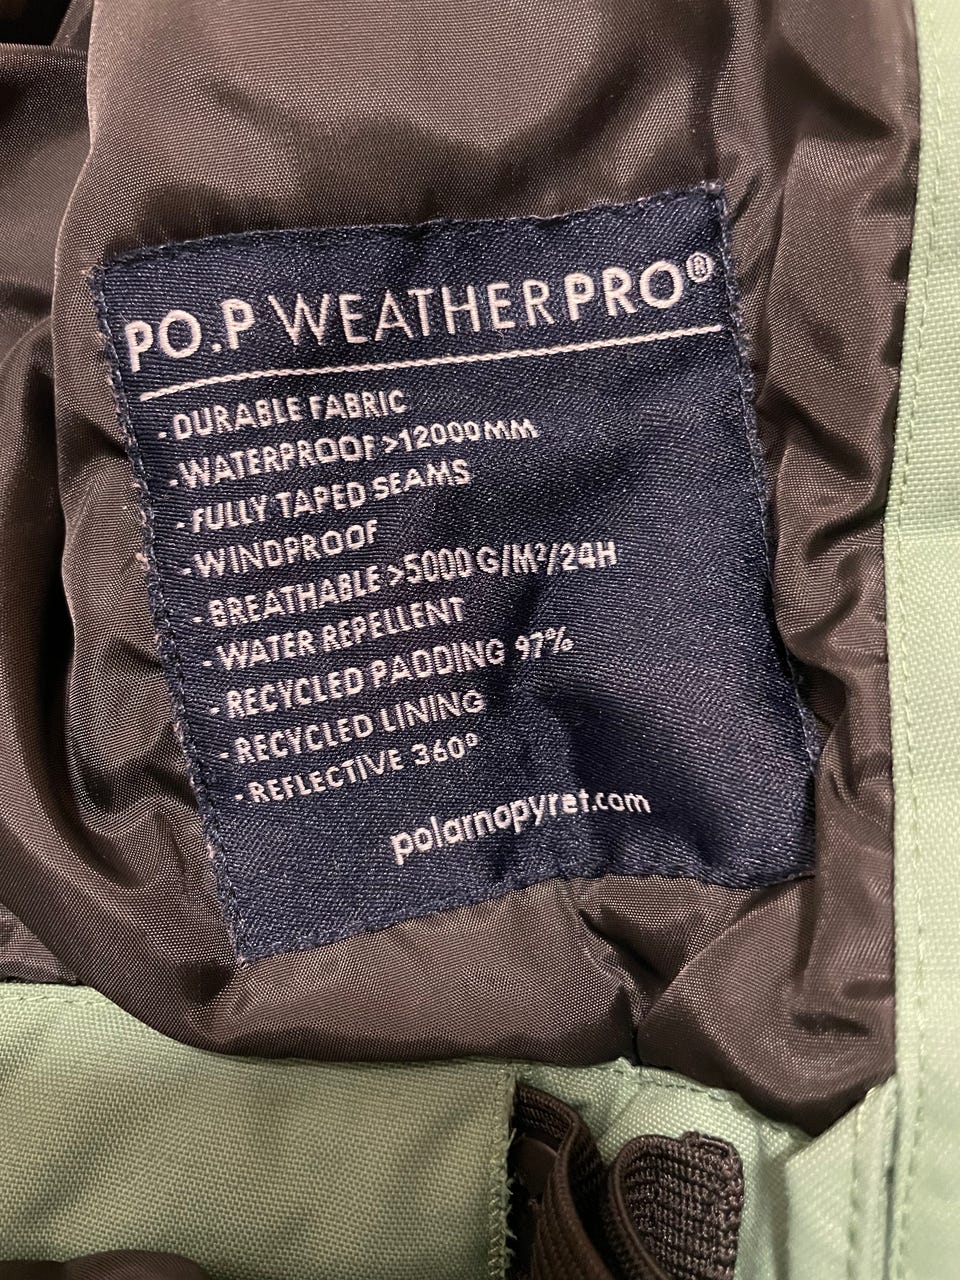 PO.P WEATHERPRO®
- DURABLE FABRIC
- WATERPROOF >12000 MM
- FULLY TAPED SEAMS
- WINDPROOF
- BREATHABLE >5000 G/M²/24H
- WATER REPELLENT
- RECYCLED PADDING 97%
- RECYCLED LINING
- REFLECTIVE 360°
polarnopyret.com